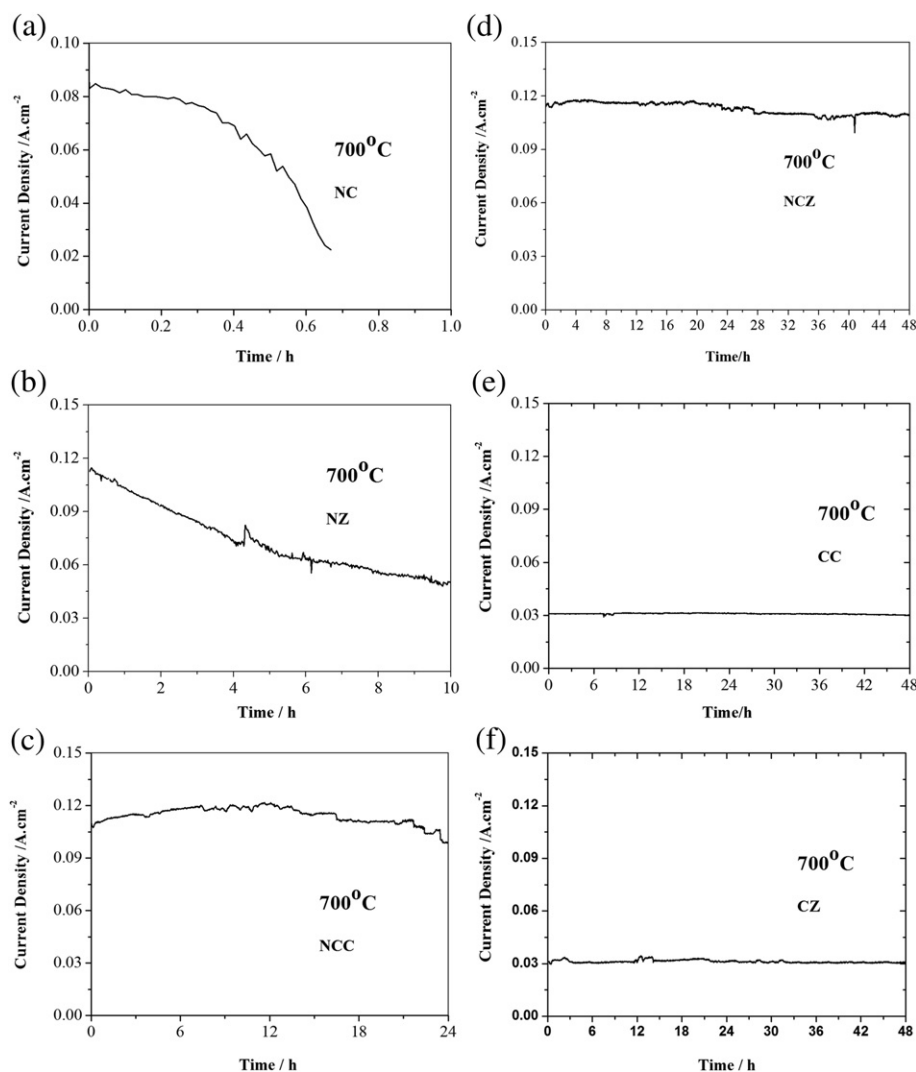 (a)
0.10
0.08
0.06
0.04
0.02
0.00
Current Density /A.cm-2
700oC
NC
0.0 0.2 0.4 0.6 0.8 1.0
Time / h
(b)
0.15
0.12
0.09
0.06
0.03
0.00
Current Density /A.cm-2
700oC
NZ
0 2 4 6 8 10
Time / h
(c)
0.15
0.12
0.09
0.06
0.03
0.00
Current Density /A.cm-2
700oC
NCC
0 6 12 18 24
Time / h
(d)
0.15
0.12
0.09
0.06
0.03
0.00
Current Density /A.cm-2
700oC
NCZ
0 4 8 12 16 20 24 28 32 36 40 44 48
Time/h
(e)
0.15
0.12
0.09
0.06
0.03
0.00
Current Density /A.cm-2
700oC
CC
0 6 12 18 24 30 36 42 48
Time/h
(f)
0.15
0.12
0.09
0.06
0.03
0.00
Current Density /A.cm-2
700oC
CZ
0 6 12 18 24 30 36 42 48
Time / h